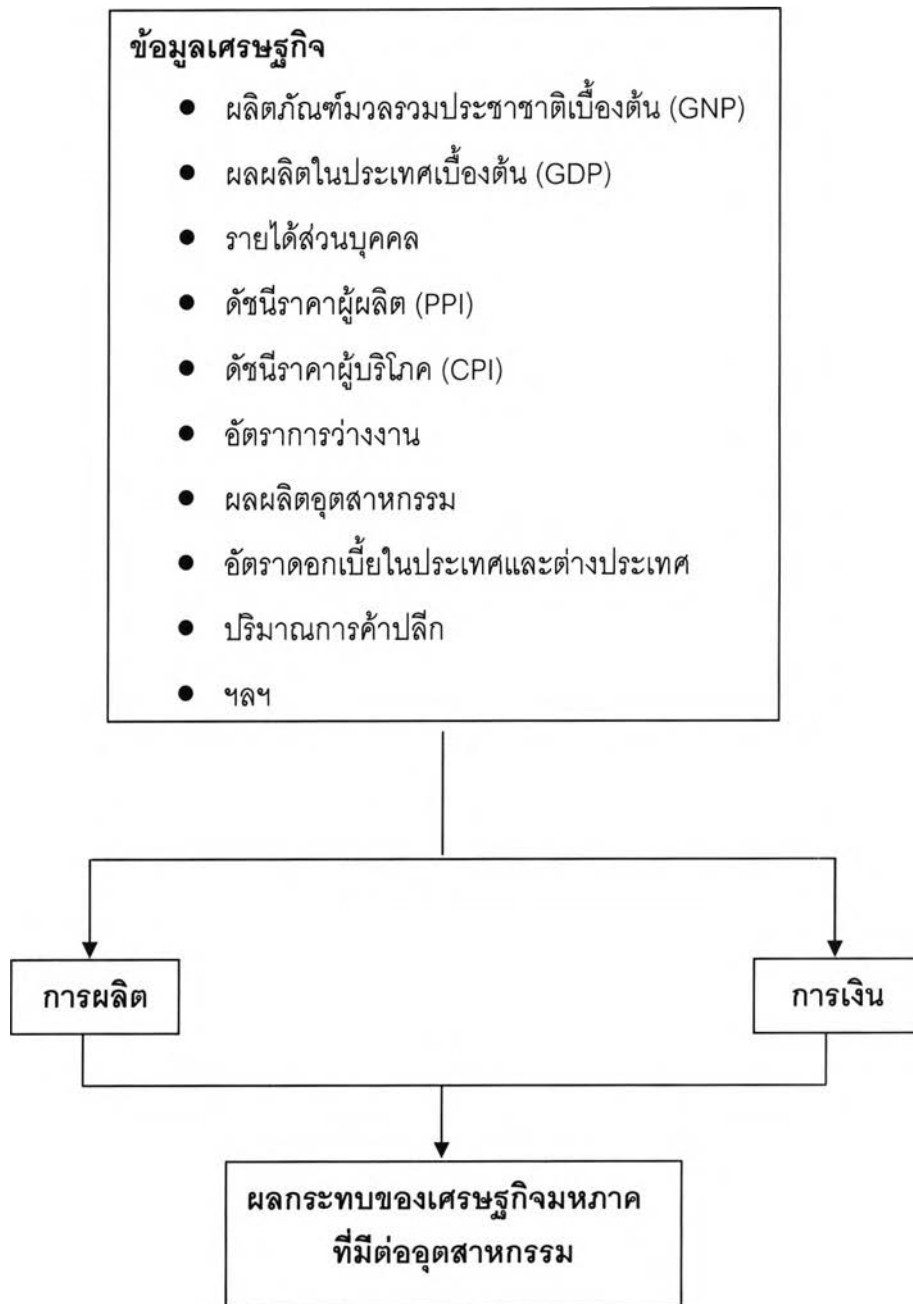 ข้อมูลเศรษฐกิจ
● ผลิตภัณฑ์มวลรวมประชาชาติเบื้องต้น (GNP)
● ผลผลิตในประเทศเบื้องต้น (GDP)
● รายได้ส่วนบุคคล
● ดัชนีราคาผู้ผลิต (PPI)
● ดัชนีราคาผู้บริโภค (CPI)
● อัตราการว่างงาน
● ผลผลิตอุตสาหกรรม
● อัตราดอกเบี้ยในประเทศและต่างประเทศ
● ปริมาณการค้าปลีก
● ฯลฯ
การผลิต
การเงิน
ผลกระทบของเศรษฐกิจมหภาค
ที่มีต่ออุตสาหกรรม